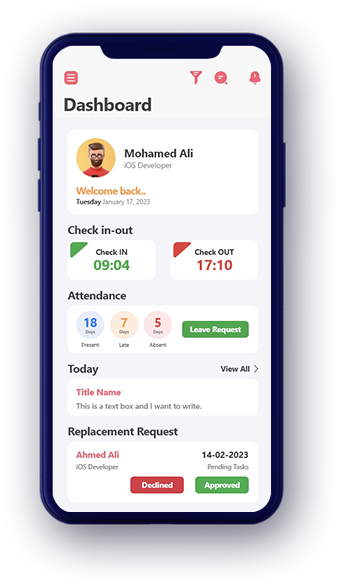 Dashboard
Mohamed Ali
iOS Developer
Welcome back..
Tuesday January 17, 2023
Check in-out
Check IN
09:04
Check OUT
17:10
Attendance
18
Days
Present
7
Days
Late
5
Days
Absent
Leave Request
Today
View All
Title Name
This is a text box and I want to write.
Replacement Request
Ahmed Ali
14-02-2023
iOS Developer
Pending Tasks
Declined
Approved